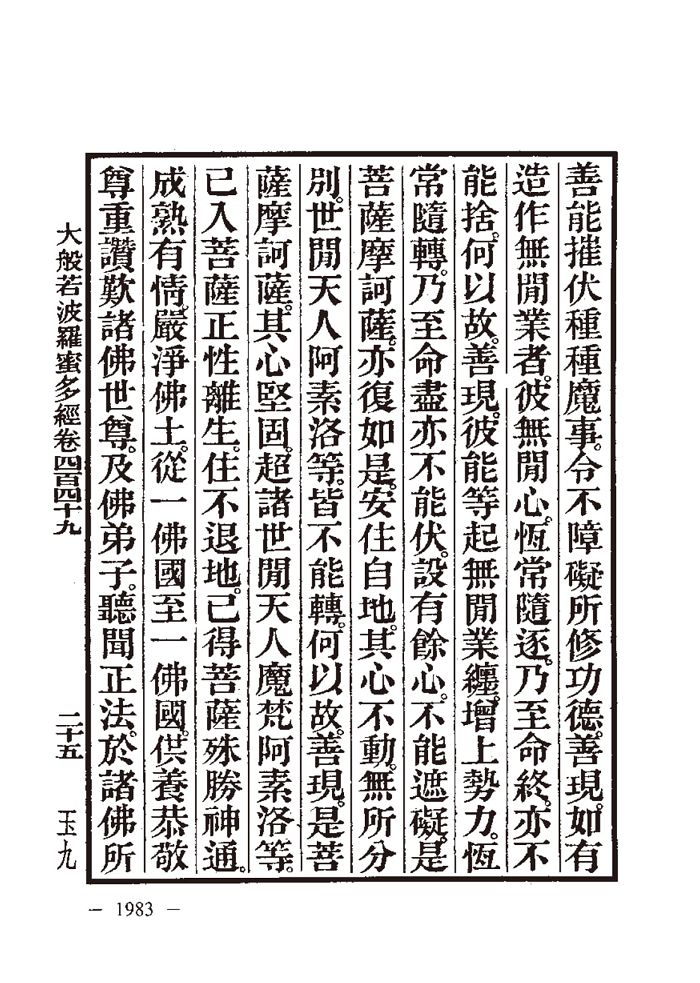 善能摧伏種種魔事。令不障礙所修功德。善現。如有
造作無閒業者。彼無閒心。恆常隨逐。乃至命終。亦不
能捨。何以故。善現。彼能等起無閒業纏。增上勢力。恆
常隨轉。乃至命盡亦不能伏。設有餘心。不能遮礙。是
菩薩摩訶薩。亦復如是。安住自地。其心不動。無所分
別。世閒天人阿素洛等。皆不能轉。何以故。善現。是菩
薩摩訶薩。其心堅固。超諸世閒天人魔梵阿素洛等。
已入菩薩正性離生。住不退地。已得菩薩殊勝神通。
成熟有情。嚴淨佛土。從一佛國至一佛國。供養恭敬
尊重讚歎諸佛世尊。及佛弟子。聽聞正法。於諸佛所
大般若波羅蜜多經卷四百四十九 二十五 玉九
— 1983 —